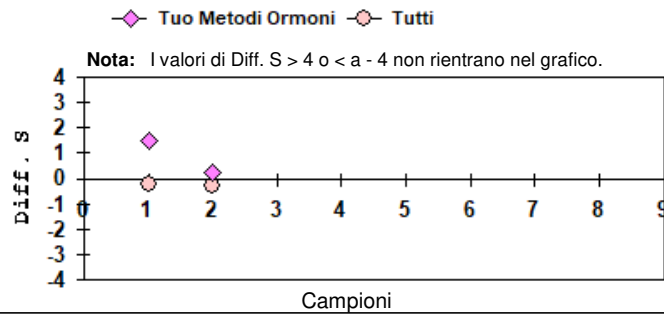 Tuo Metodi Ormoni Tutti
Nota: I valori di Diff. S > 4 o < a - 4 non rientrano nel grafico.
Diff. S
4
3
2
1
0
-1
-2
-3
-4
0 1 2 3 4 5 6 7 8 9
Campioni